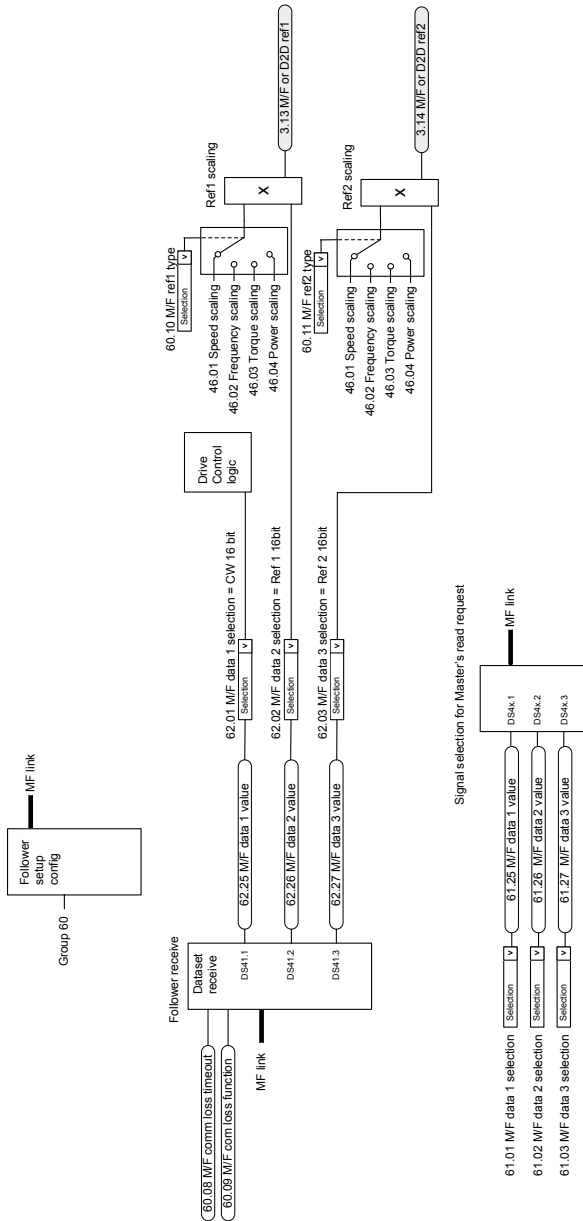 Group 60
Follower
setup
config
MF link
60.08 M/F comm loss timeout
60.09 M/F com loss function
MF link
Follower receive
Dataset
receive
DS41.1
DS41.2
DS41.3
62.25 M/F data 1 value
62.26 M/F data 2 value
62.27 M/F data 3 value
62.01 M/F data 1 selection = CW 16 bit
Selection v
62.02 M/F data 2 selection = Ref 1 16bit
Selection v
62.03 M/F data 3 selection = Ref 2 16bit
Selection v
Drive
Control
logic
60.10 M/F ref1 type
Selection v
46.01 Speed scaling
46.02 Frequency scaling
46.03 Torque scaling
46.04 Power scaling
Ref1 scaling
X
3.13 M/F or D2D ref1
60.11 M/F ref2 type
Selection v
46.01 Speed scaling
46.02 Frequency scaling
46.03 Torque scaling
46.04 Power scaling
Ref2 scaling
X
3.14 M/F or D2D ref2
Signal selection for Master's read request
61.01 M/F data 1 selection Selection v 61.25 M/F data 1 value DS4x.1
61.02 M/F data 2 selection Selection v 61.26 M/F data 2 value DS4x.2
61.03 M/F data 3 selection Selection v 61.27 M/F data 3 value DS4x.3
MF link